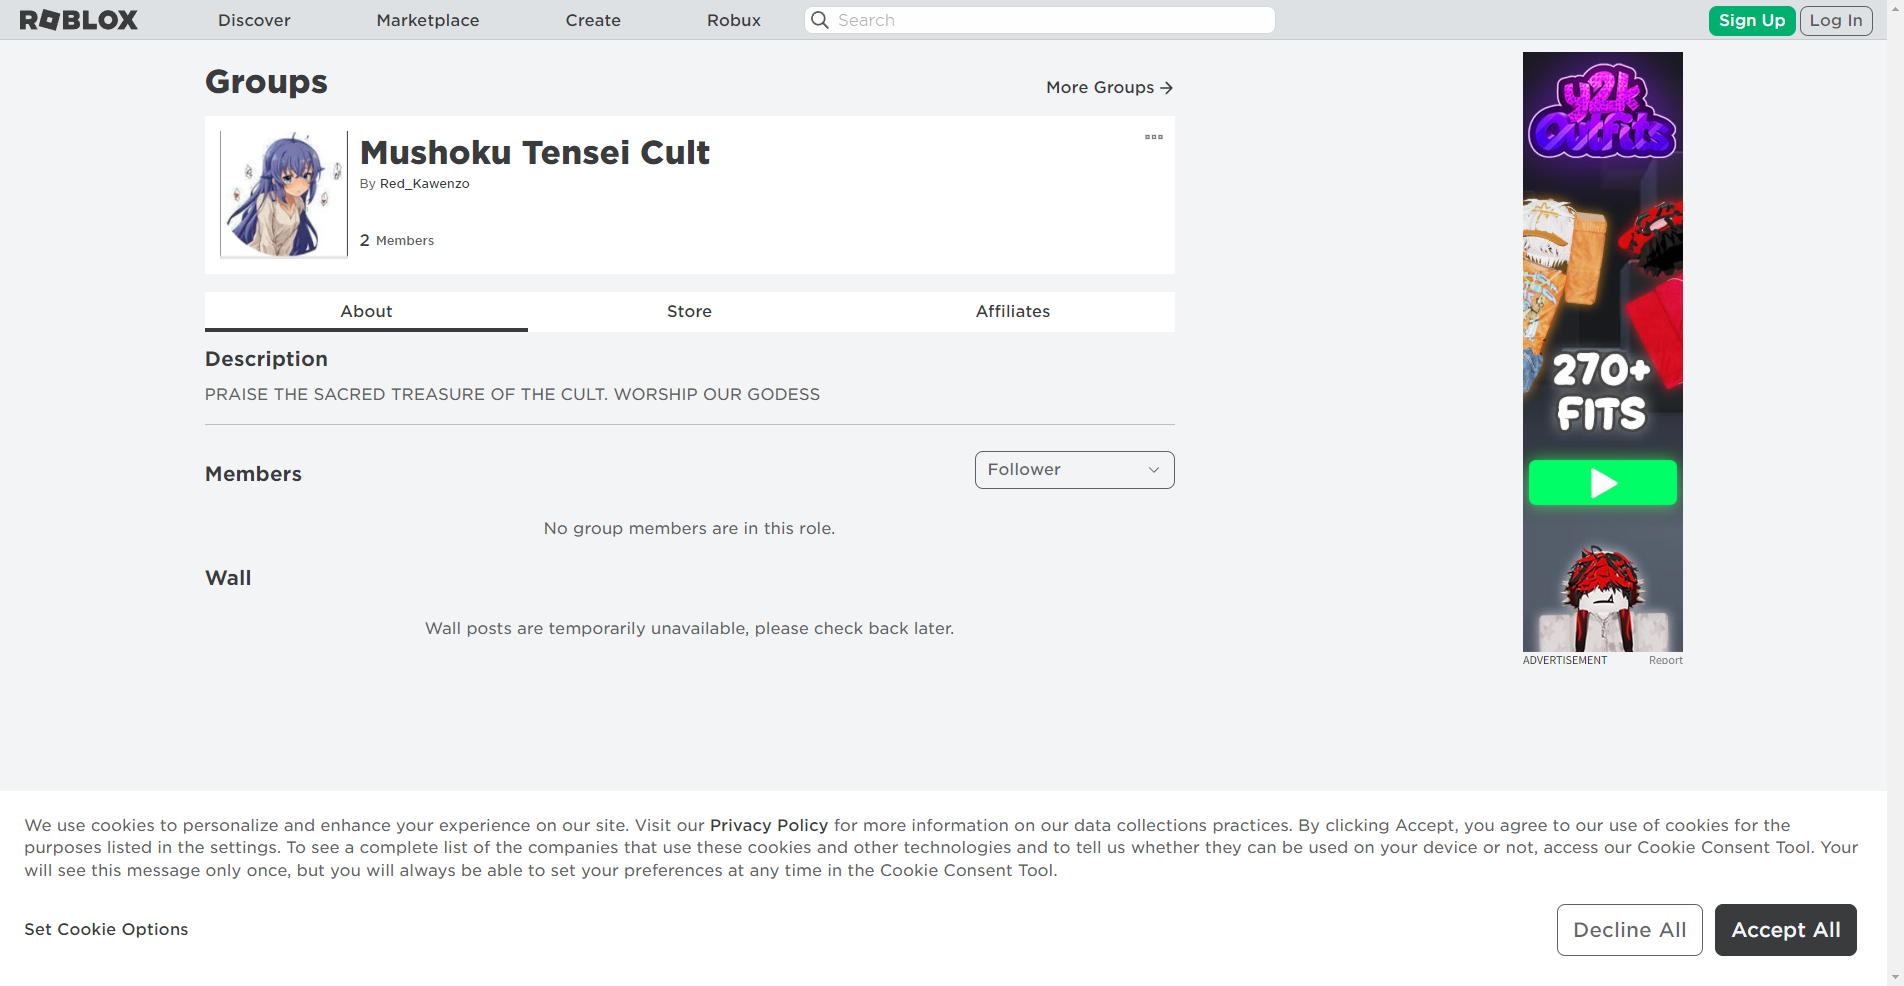 ROBLOX
Discover
Marketplace
Create
Robux
Search
Sign Up
Log In
Groups
More Groups
Mushoku Tensei Cult
By Red_Kawenzo
2 Members
About
Store
Affiliates
Description
PRAISE THE SACRED TREASURE OF THE CULT. WORSHIP OUR GODESS
Members
Follower
No group members are in this role.
Wall
Wall posts are temporarily unavailable, please check back later.
y2k
Outfits
270+
FITS
ADVERTISEMENT
Report
We use cookies to personalize and enhance your experience on our site. Visit our Privacy Policy for more information on our data collections practices. By clicking Accept, you agree to our use of cookies for the
purposes listed in the settings. To see a complete list of the companies that use these cookies and other technologies and to tell us whether they can be used on your device or not, access our Cookie Consent Tool. Your
will see this message only once, but you will always be able to set your preferences at any time in the Cookie Consent Tool.
Set Cookie Options
Decline All
Accept All